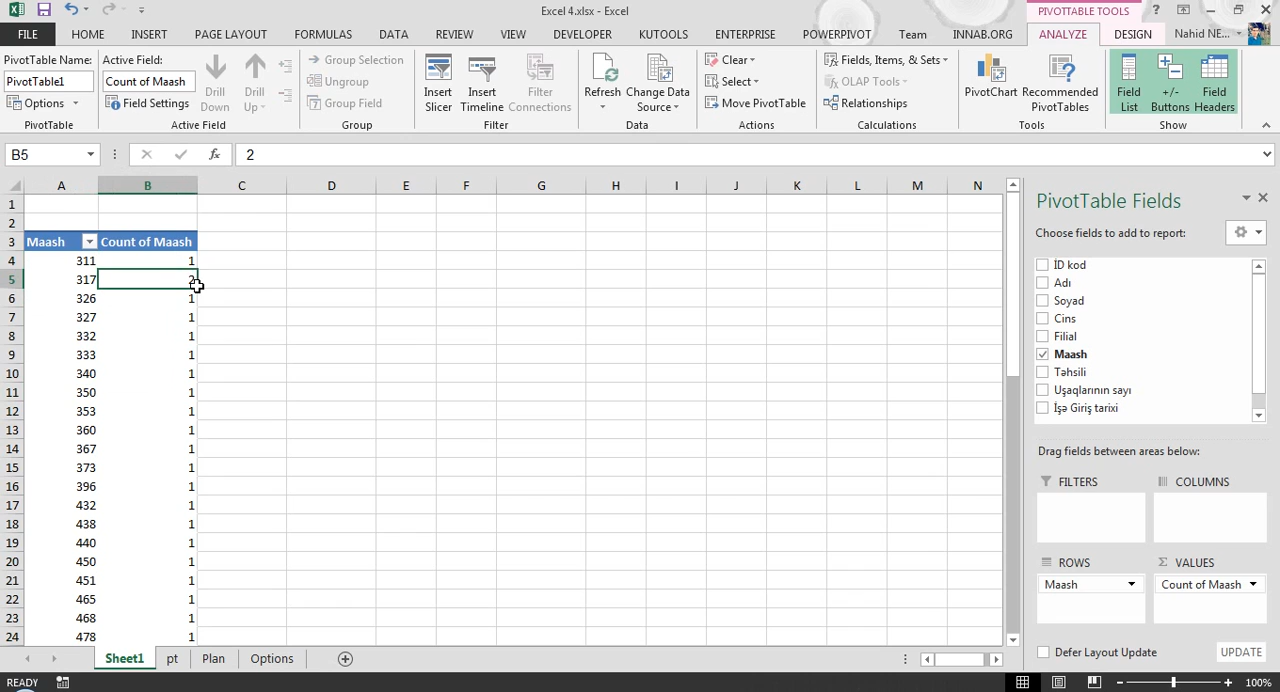 Excel 4.xlsx - Excel
PIVOTTABLE TOOLS
FILE HOME INSERT PAGE LAYOUT FORMULAS DATA REVIEW VIEW DEVELOPER KUTOOLS ENTERPRISE POWERPIVOT Team INNAB.ORG ANALYZE DESIGN Nahid NE...
PivotTable Name:
PivotTable1
Options
PivotTable
Active Field:
Count of Maash
Field Settings
Drill Down
Drill Up
Active Field
Group Selection
Ungroup
Group Field
Group
Insert Slicer
Insert Timeline
Filter Connections
Filter
Refresh
Change Data Source
Data
Clear
Select
Move PivotTable
Actions
Fields, Items, & Sets
OLAP Tools
Relationships
Calculations
PivotChart
Recommended PivotTables
Tools
Field List
+/- Buttons
Field Headers
Show
B5 fx 2
A B C D E F G H I J K L M N
1
2
3 Maash Count of Maash
4 311 1
5 317 2
6 326 1
7 327 1
8 332 1
9 333 1
10 340 1
11 350 1
12 353 1
13 360 1
14 367 1
15 373 1
16 396 1
17 432 1
18 438 1
19 440 1
20 450 1
21 451 1
22 465 1
23 468 1
24 478 1
PivotTable Fields
Choose fields to add to report:
İD kod
Adı
Soyad
Cins
Filial
Maash
Təhsili
Uşaqlarının sayı
İşə Giriş tarixi
Drag fields between areas below:
FILTERS
COLUMNS
ROWS
Maash
Σ VALUES
Count of Maash
Defer Layout Update
UPDATE
Sheet1 pt Plan Options
READY
100%